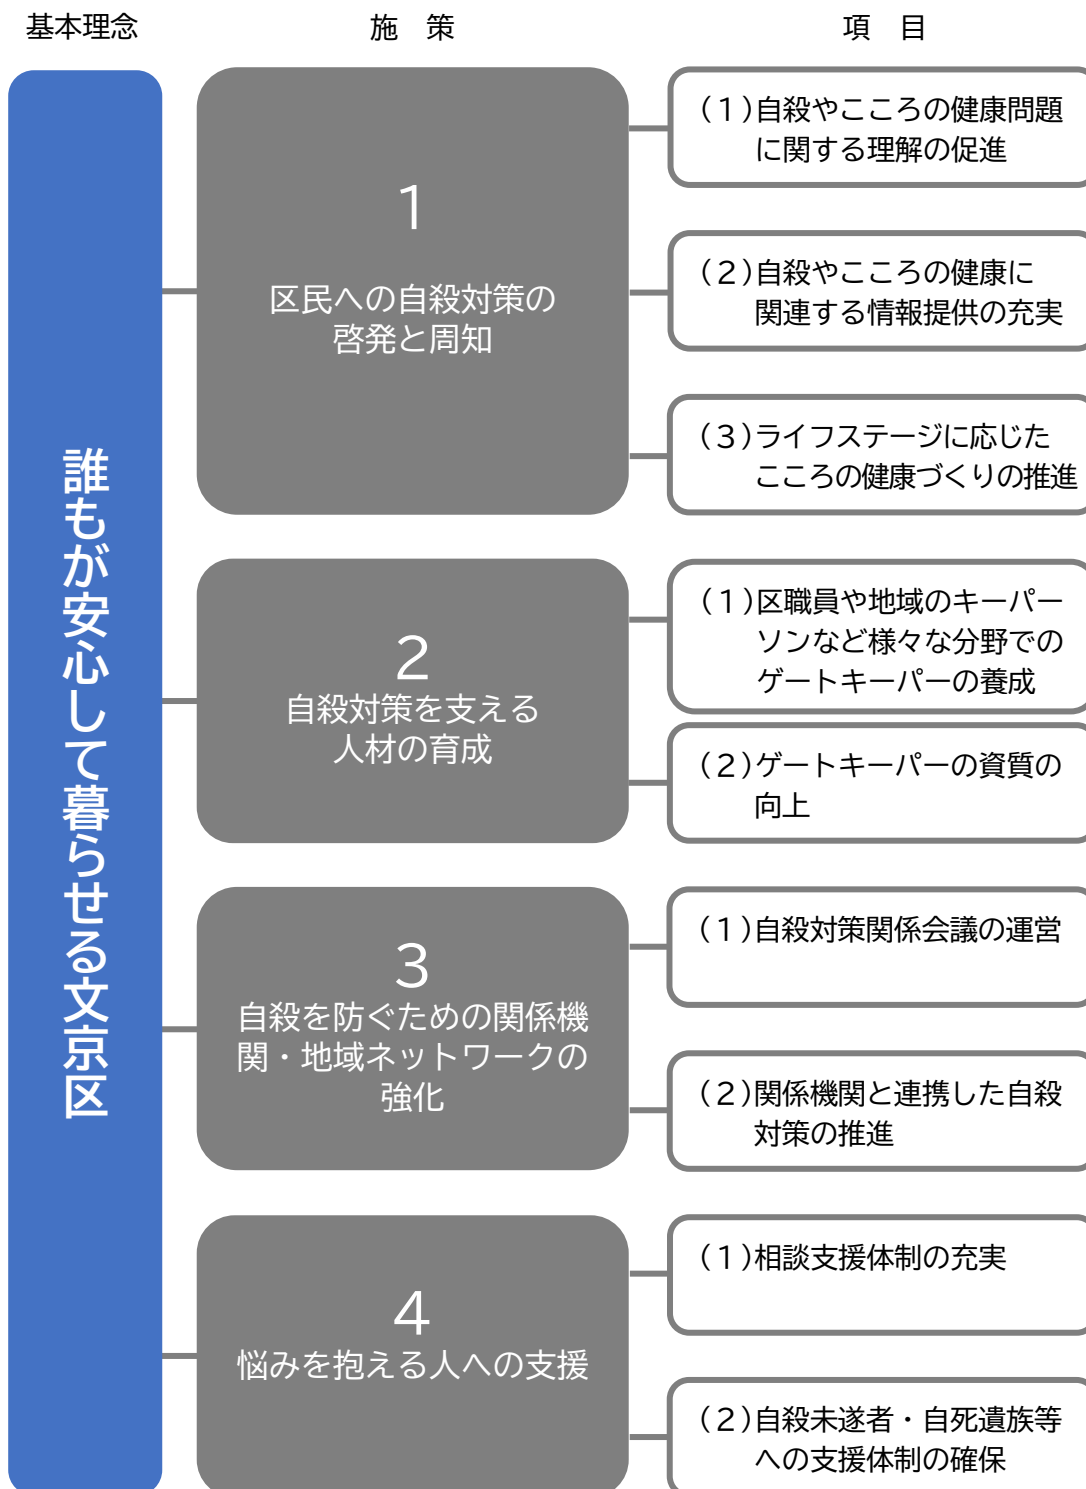 基本理念
施　策
項　目
誰もが安心して暮らせる文京区
1
区民への自殺対策の
啓発と周知
（1）自殺やこころの健康問題
に関する理解の促進
（2）自殺やこころの健康に
関連する情報提供の充実
（3）ライフステージに応じた
こころの健康づくりの推進
2
自殺対策を支える
人材の育成
（1）区職員や地域のキーパー
ソンなど様々な分野での
ゲートキーパーの養成
（2）ゲートキーパーの資質の
向上
3
自殺を防ぐための関係機
関・地域ネットワークの
強化
（1）自殺対策関係会議の運営
（2）関係機関と連携した自殺
対策の推進
4
悩みを抱える人への支援
（1）相談支援体制の充実
（2）自殺未遂者・自死遺族等
への支援体制の確保